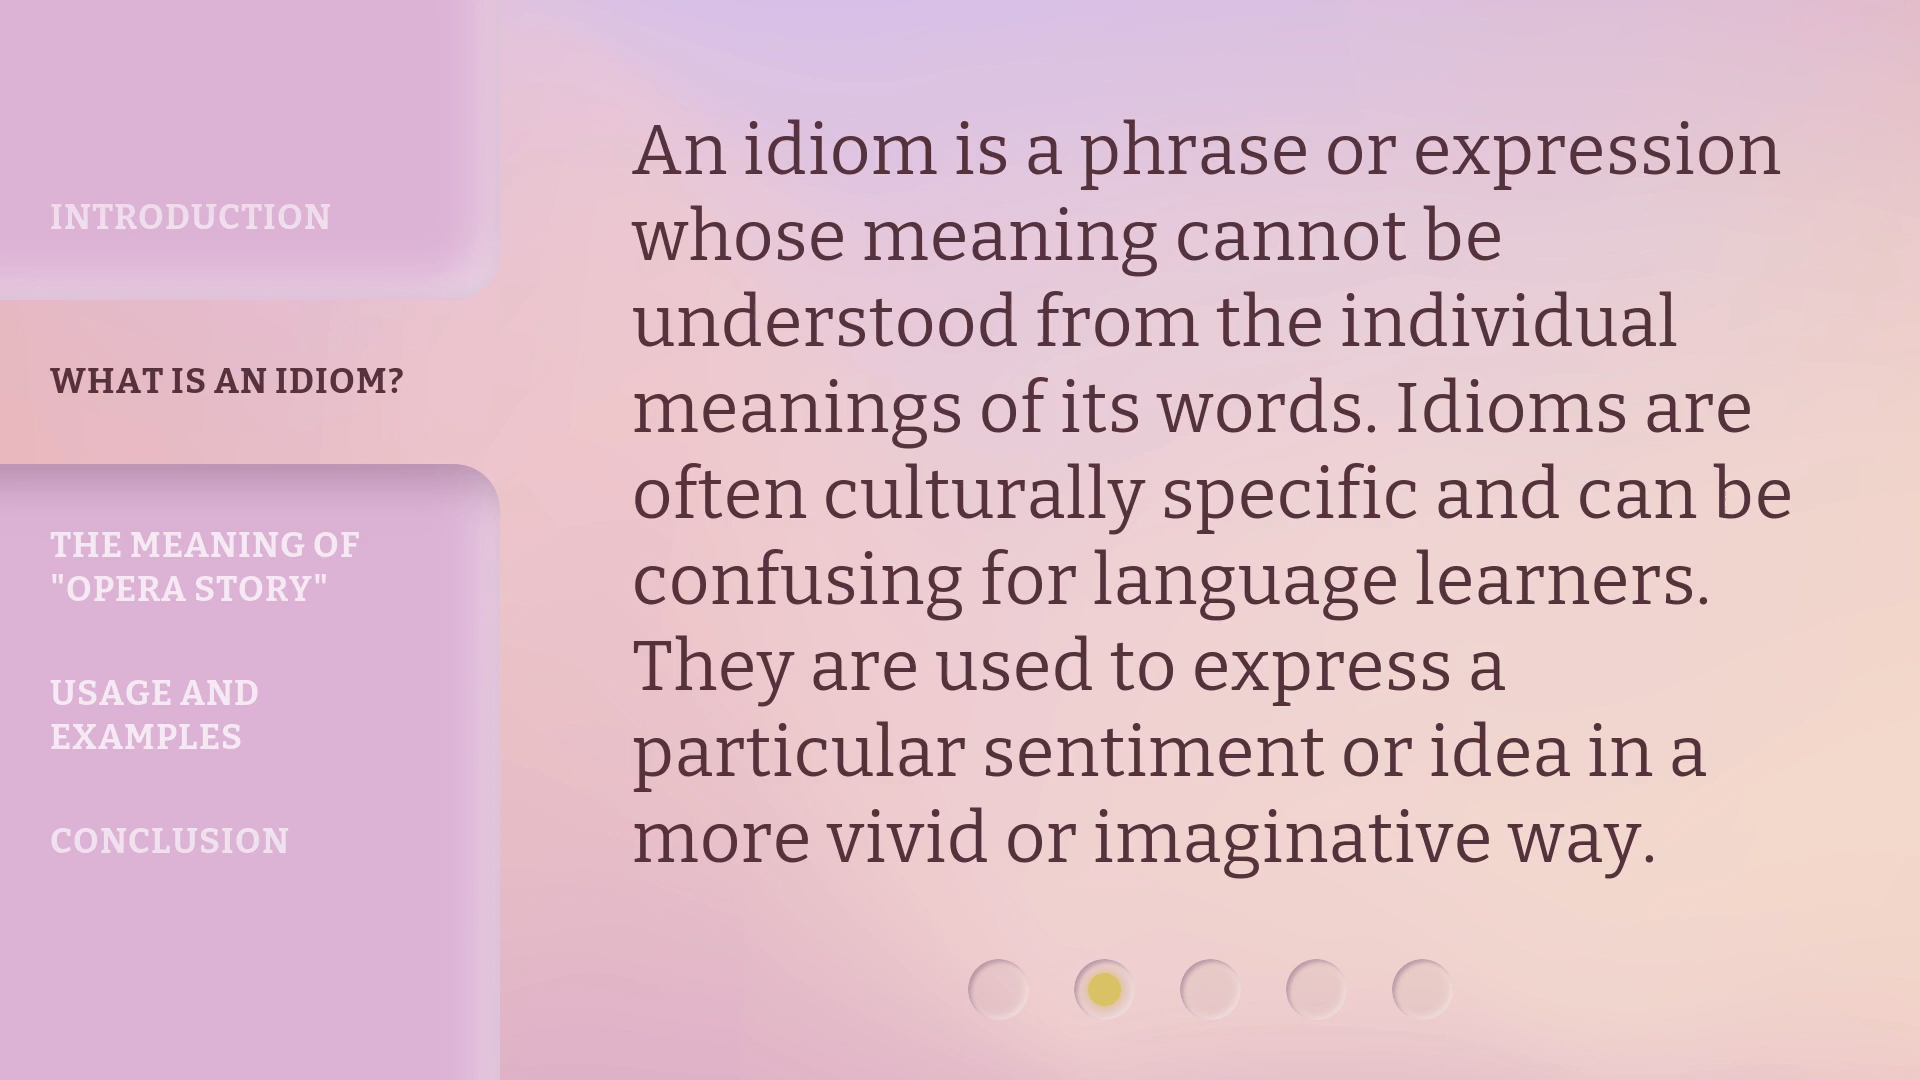 INTRODUCTION
WHAT IS AN IDIOM?
THE MEANING OF
"OPERA STORY"
USAGE AND
EXAMPLES
CONCLUSION
An idiom is a phrase or expression
whose meaning cannot be
understood from the individual
meanings of its words. Idioms are
often culturally specific and can be
confusing for language learners.
They are used to express a
particular sentiment or idea in a
more vivid or imaginative way.